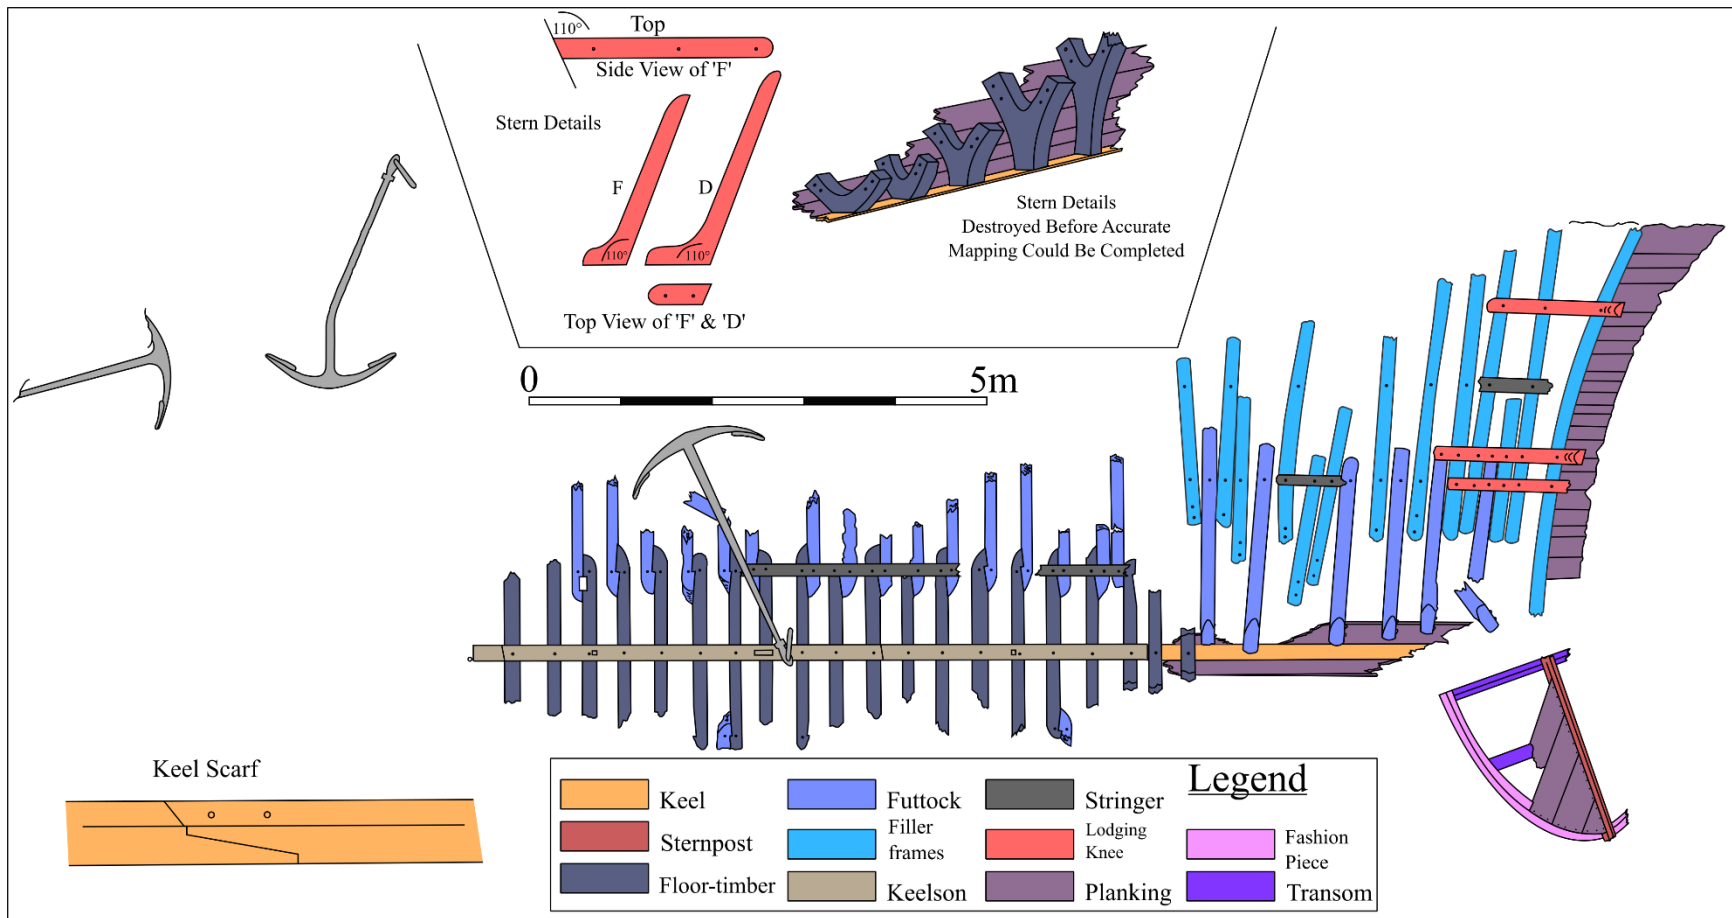 110°
Top
Side View of 'F'
Stern Details
F
D
110°
110°
Top View of 'F' & 'D'
Stern Details
Destroyed Before Accurate
Mapping Could Be Completed
0
5m
Keel Scarf
Legend
Keel
Sternpost
Floor-timber
Futtock
Filler
frames
Keelson
Stringer
Lodging
Knee
Planking
Fashion
Piece
Transom